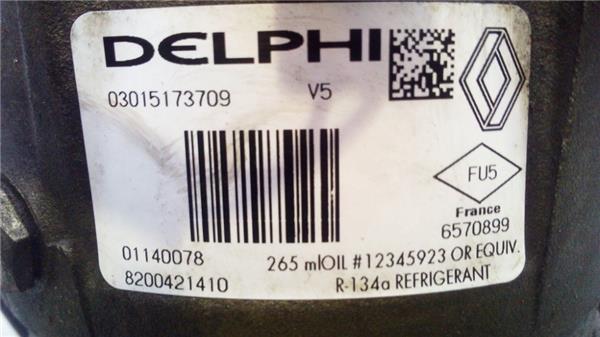 DELPHI
03015173709 V5
FU5
France
6570899
01140078 265 mlOIL #12345923 OR EQUIV.
8200421410 R-134a REFRIGERANT